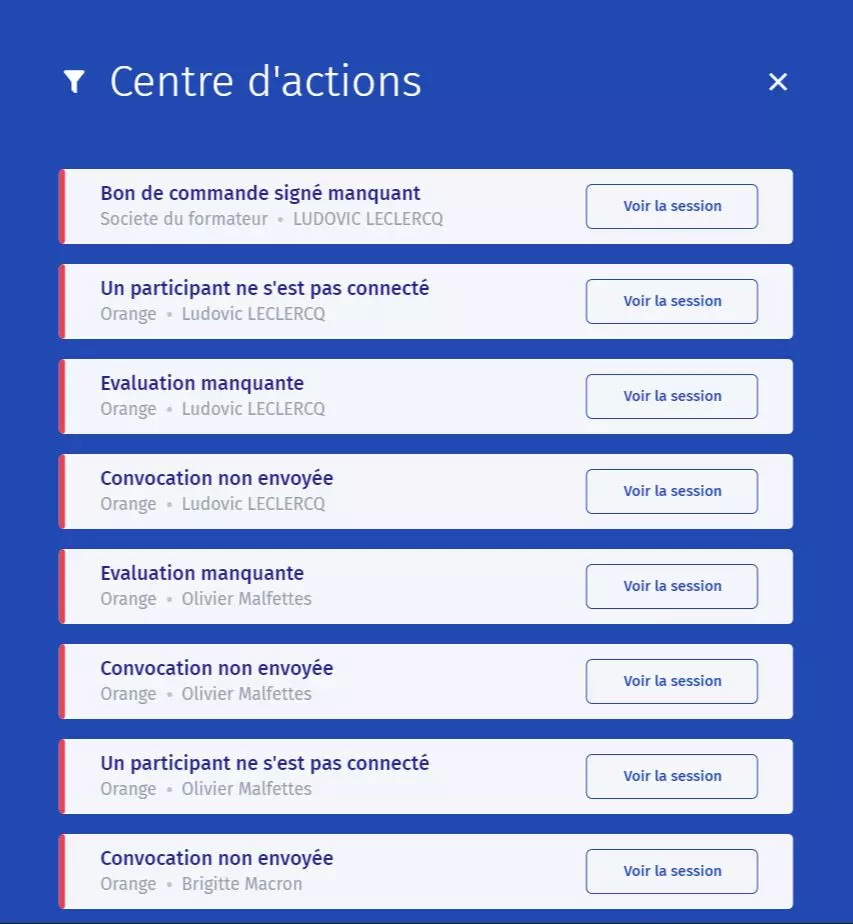 Centre d'actions
Bon de commande signé manquant
Societe du formateur • LUDOVIC LECLERCQ
Voir la session
Un participant ne s'est pas connecté
Orange • Ludovic LECLERCQ
Voir la session
Evaluation manquante
Orange • Ludovic LECLERCQ
Voir la session
Convocation non envoyée
Orange • Ludovic LECLERCQ
Voir la session
Evaluation manquante
Orange • Olivier Malfettes
Voir la session
Convocation non envoyée
Orange • Olivier Malfettes
Voir la session
Un participant ne s'est pas connecté
Orange • Olivier Malfettes
Voir la session
Convocation non envoyée
Orange • Brigitte Macron
Voir la session